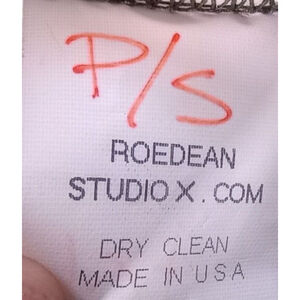 P/S
ROEDEAN
STUDIO X . COM
DRY CLEAN
MADE IN USA